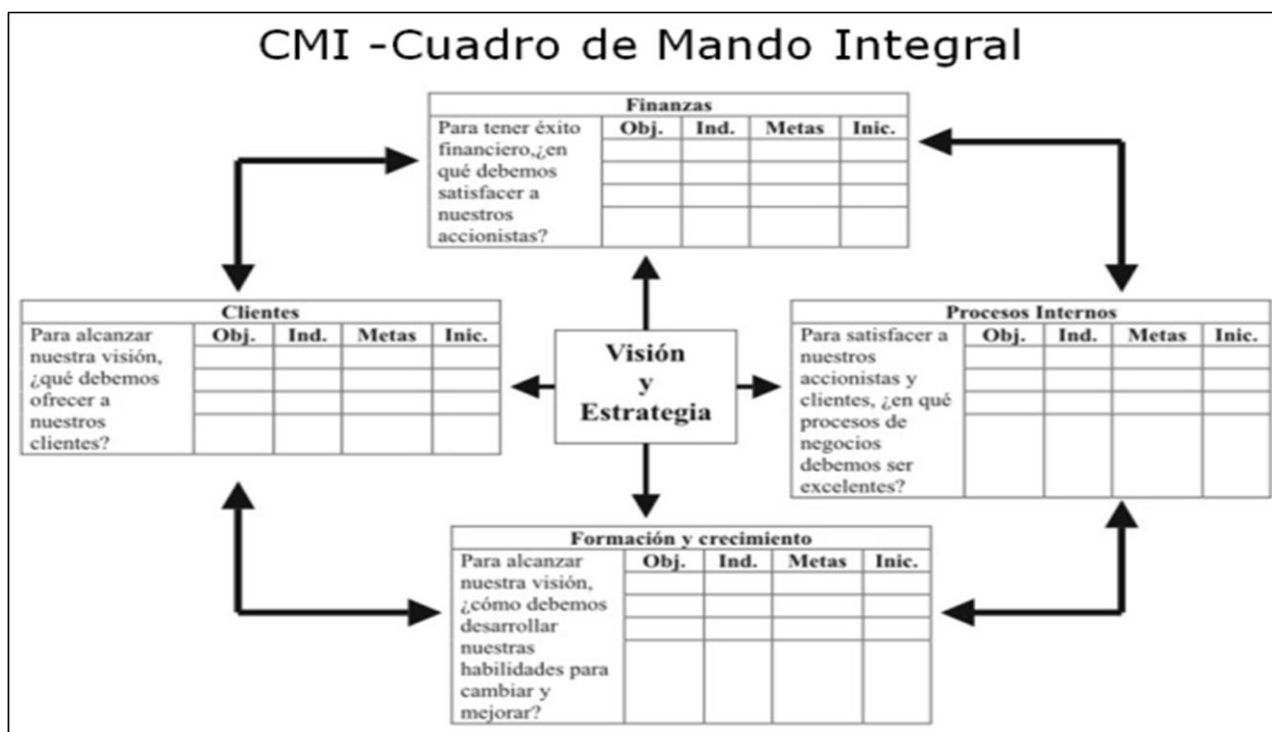 CMI -Cuadro de Mando Integral
Finanzas
Para tener éxito
financiero,¿en
qué debemos
satisfacer a
nuestros
accionistas?
Obj. Ind. Metas Inic.
Clientes
Para alcanzar
nuestra visión,
¿qué debemos
ofrecer a
nuestros
clientes?
Obj. Ind. Metas Inic.
Visión
y
Estrategia
Procesos Internos
Para satisfacer a
nuestros
accionistas y
clientes, ¿en qué
procesos de
negocios
debemos ser
excelentes?
Obj. Ind. Metas Inic.
Formación y crecimiento
Para alcanzar
nuestra visión,
¿cómo debemos
desarrollar
nuestras
habilidades para
cambiar y
mejorar?
Obj. Ind. Metas Inic.